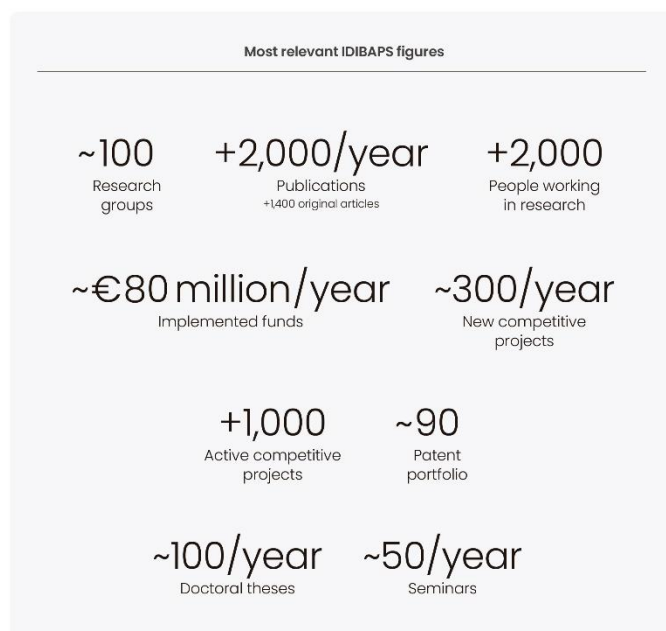 Most relevant IDIBAPS figures
~100
Research
groups
+2,000/year
Publications
+1,400 original articles
+2,000
People working
in research
~€80 million/year
Implemented funds
~300/year
New competitive
projects
+1,000
Active competitive
projects
~90
Patent
portfolio
~100/year
Doctoral theses
~50/year
Seminars